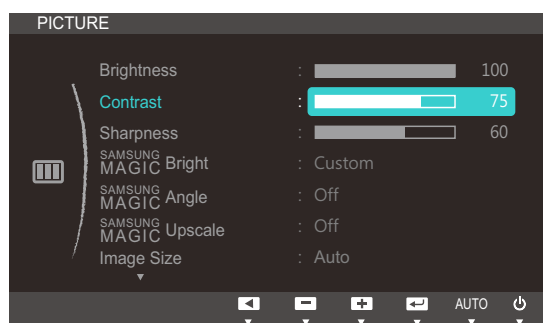 PICTURE
Brightness : 100
Contrast : 75
Sharpness : 60
SAMSUNG MAGIC Bright : Custom
SAMSUNG MAGIC Angle : Off
SAMSUNG MAGIC Upscale : Off
Image Size : Auto
AUTO